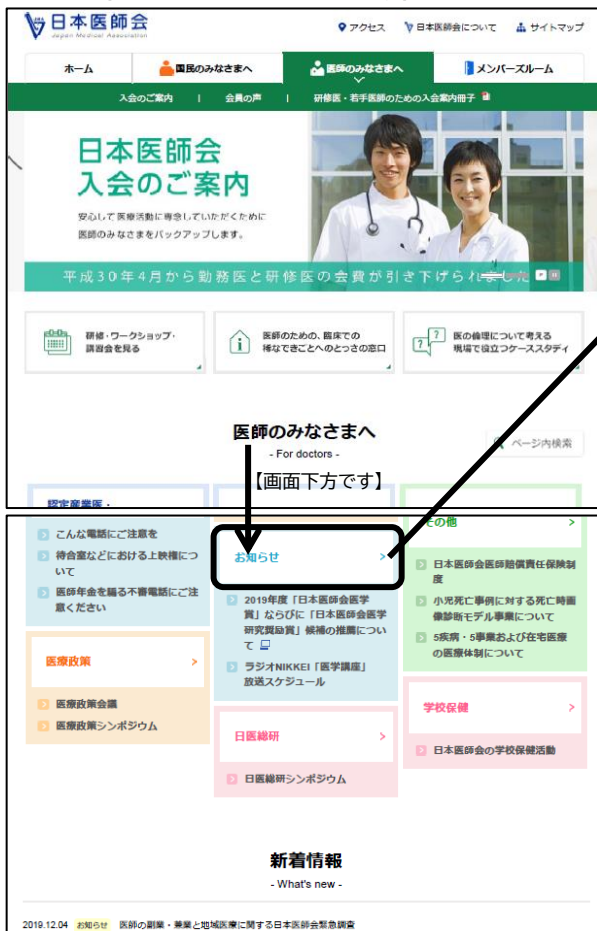 日本医師会
Japan Medical Association
アクセス
日本医師会について
サイトマップ
ホーム
国民のみなさまへ
医師のみなさまへ
メンバーズルーム
入会のご案内 | 会員の声 | 研修医・若手医師のための入会案内冊子
日本医師会
入会のご案内
安心して医療活動に専念していただくために
医師のみなさまをバックアップします。
平成30年4月から勤務医と研修医の会費が引き下げられました
研修・ワークショップ・
講習会を見る
医師のための、臨床での
稀なできごとへのとっさの窓口
医の倫理について考える
現場で役立つケーススタディ
医師のみなさまへ
- For doctors -
ページ内検索
【画面下方です】
認定産業医・
こんな電話にご注意を
待合室などにおける上映権につ
いて
医師年金を騙る不審電話にご注
意ください
医療政策 >
医療政策会議
医療政策シンポジウム
お知らせ >
2019年度「日本医師会医学
賞」ならびに「日本医師会医学
研究奨励賞」候補の推薦につい
て
ラジオNIKKEI「医学講座」
放送スケジュール
日医総研 >
日医総研シンポジウム
その他 >
日本医師会医師賠償責任保険制
度
小児死亡事例に対する死亡時画
像診断モデル事業について
5疾病・5事業および在宅医療
の医療体制について
学校保健 >
日本医師会の学校保健活動
新着情報
- What's new -
2019.12.04 お知らせ 医師の副業・兼業と地域医療に関する日本医師会緊急調査